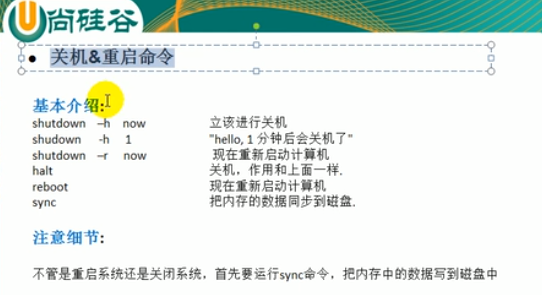 尚硅谷
• 关机&重启命令
基本介绍:
shutdown –h now 立该进行关机
shudown -h 1 "hello, 1 分钟后会关机了"
shutdown –r now 现在重新启动计算机
halt 关机，作用和上面一样.
reboot 现在重新启动计算机
sync 把内存的数据同步到磁盘.
注意细节:
不管是重启系统还是关闭系统，首先要运行sync命令，把内存中的数据写到磁盘中